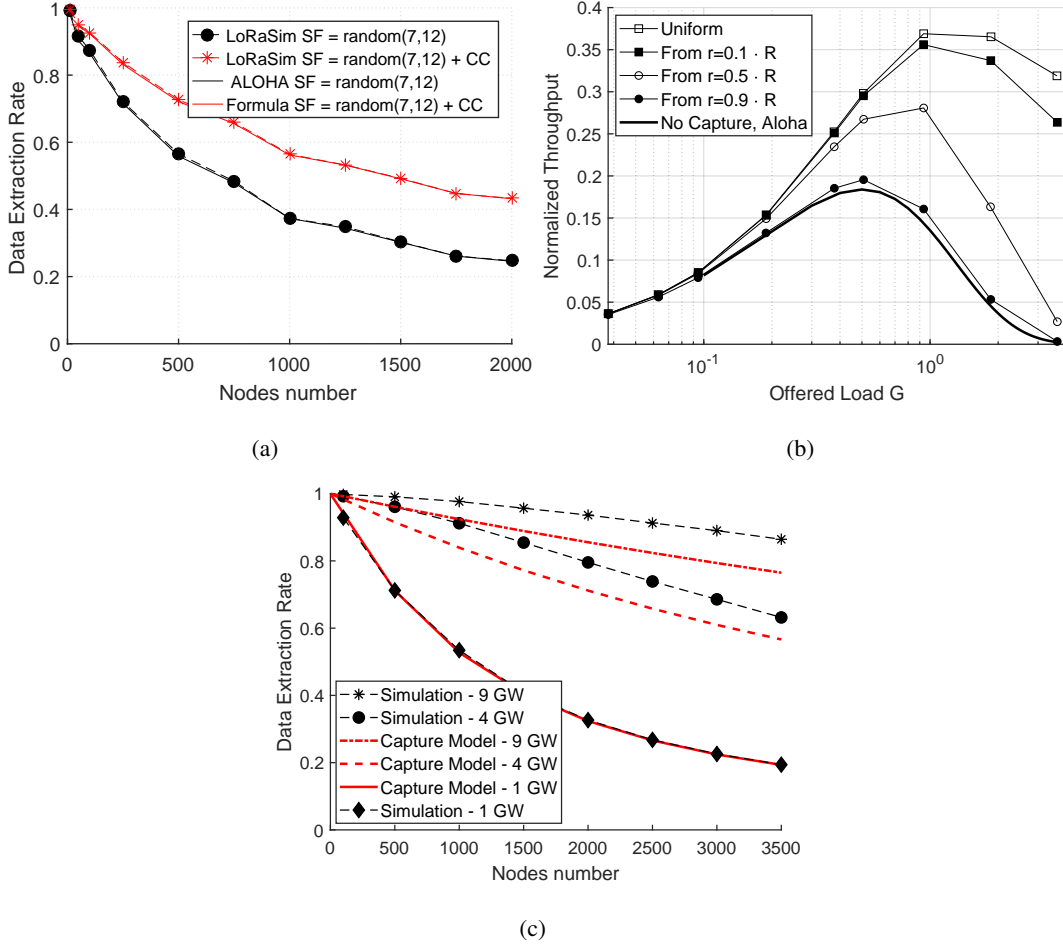 1
0.8
0.6
0.4
0.2
0
Data Extraction Rate
0 500 1000 1500 2000
Nodes number
LoRaSim SF = random(7,12)
LoRaSim SF = random(7,12) + CC
ALOHA SF = random(7,12)
Formula SF = random(7,12) + CC
(a)
0.4
0.35
0.3
0.25
0.2
0.15
0.1
0.05
0
Normalized Throughput
10-1 100
Offered Load G
Uniform
From r=0.1 · R
From r=0.5 · R
From r=0.9 · R
No Capture, Aloha
(b)
1
0.8
0.6
0.4
0.2
0
Data Extraction Rate
0 500 1000 1500 2000 2500 3000 3500
Nodes number
Simulation - 9 GW
Simulation - 4 GW
Capture Model - 9 GW
Capture Model - 4 GW
Capture Model - 1 GW
Simulation - 1 GW
(c)